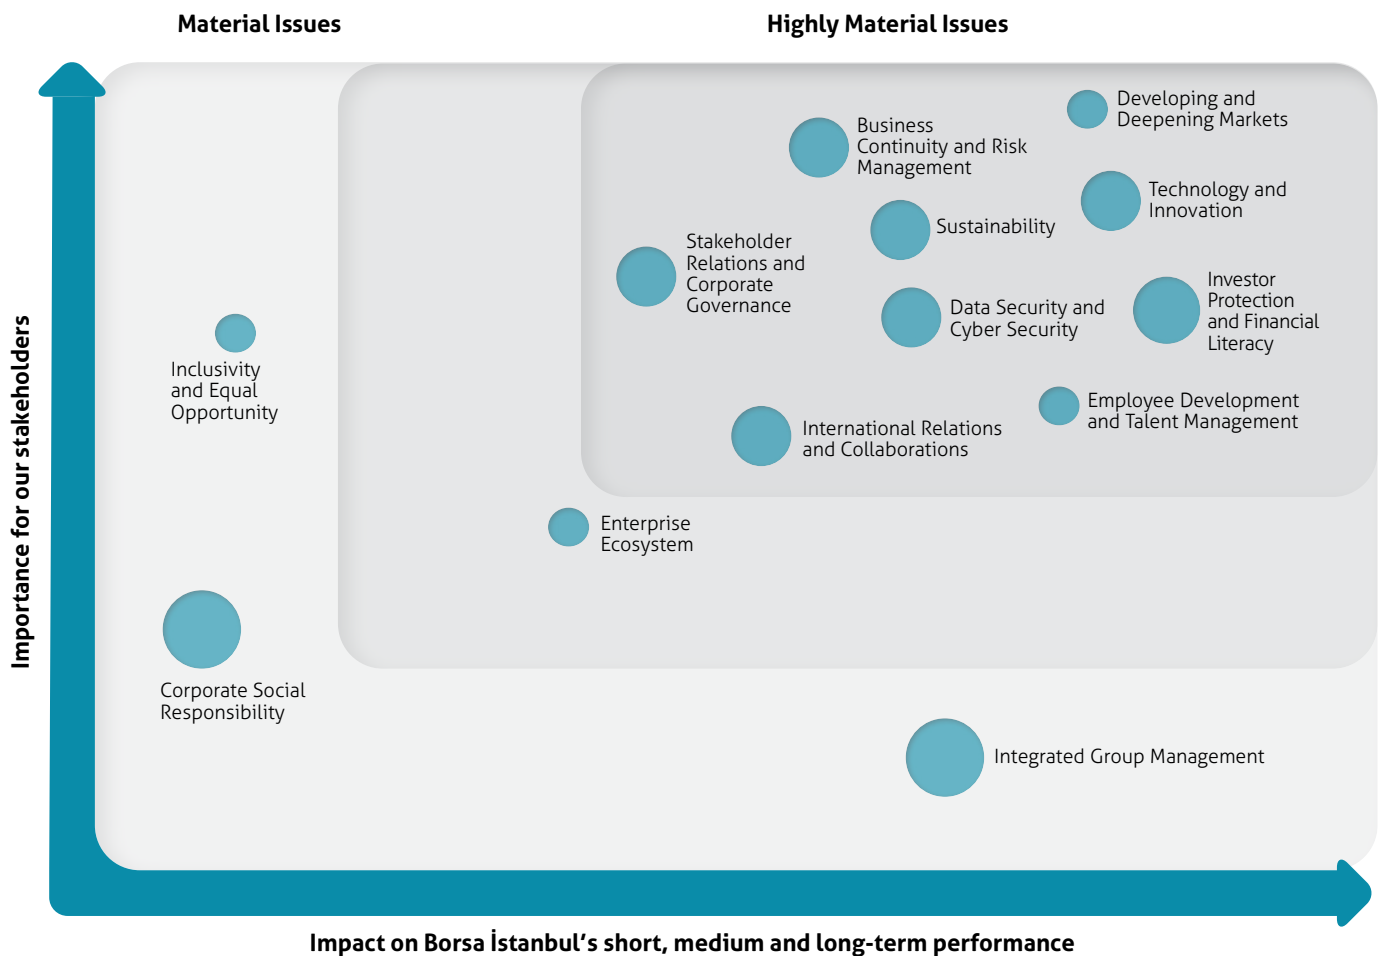 Material Issues
Highly Material Issues
Developing and
Deepening Markets
Business
Continuity and Risk
Management
Technology and
Innovation
Sustainability
Stakeholder
Relations and
Corporate
Governance
Investor
Protection
and Financial
Literacy
Data Security and
Cyber Security
Inclusivity
and Equal
Opportunity
Employee Development
and Talent Management
International Relations
and Collaborations
Enterprise
Ecosystem
Corporate Social
Responsibility
Integrated Group Management
Importance for our stakeholders
Impact on Borsa İstanbul’s short, medium and long-term performance